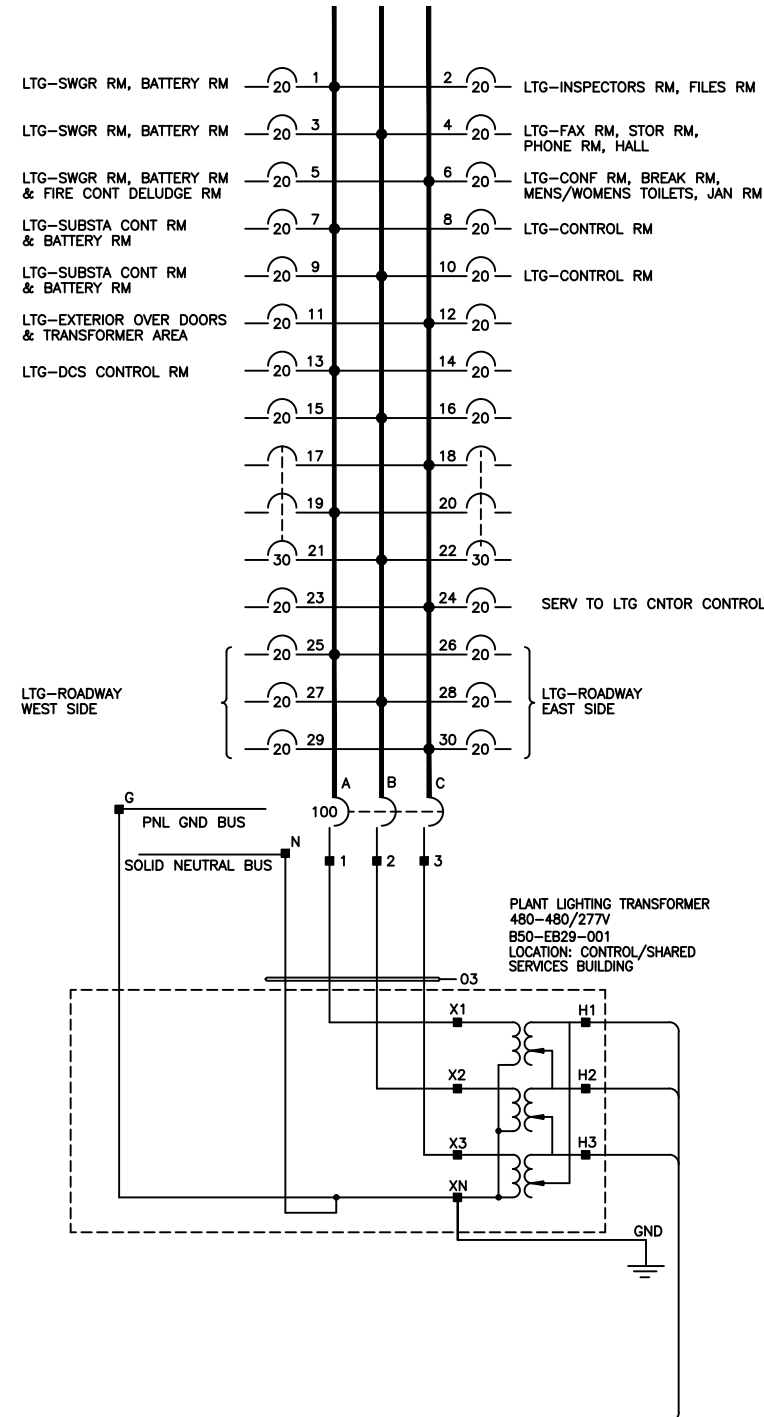 LTG-SWGR RM, BATTERY RM 20 1 2 20 LTG-INSPECTORS RM, FILES RM
LTG-SWGR RM, BATTERY RM 20 3 4 20 LTG-FAX RM, STOR RM,
PHONE RM, HALL
LTG-SWGR RM, BATTERY RM 20 5 6 20 LTG-CONF RM, BREAK RM,
& FIRE CONT DELUDGE RM MENS/WOMENS TOILETS, JAN RM
LTG-SUBSTA CONT RM 20 7 8 20 LTG-CONTROL RM
& BATTERY RM
LTG-SUBSTA CONT RM 20 9 10 20 LTG-CONTROL RM
& BATTERY RM
LTG-EXTERIOR OVER DOORS 20 11 12 20
& TRANSFORMER AREA
LTG-DCS CONTROL RM 20 13 14 20
20 15 16 20
17 18
19 20
30 21 22 30
20 23 24 20 SERV TO LTG CNTOR CONTROL
20 25 26 20
LTG-ROADWAY 20 27 28 20 LTG-ROADWAY
WEST SIDE EAST SIDE
20 29 30 20
A B C
G 100
PNL GND BUS
N
SOLID NEUTRAL BUS 1 2 3
PLANT LIGHTING TRANSFORMER
480-480/277V
B50-EB29-001
LOCATION: CONTROL/SHARED
SERVICES BUILDING
03
X1 H1
X2 H2
X3 H3
XN
GND